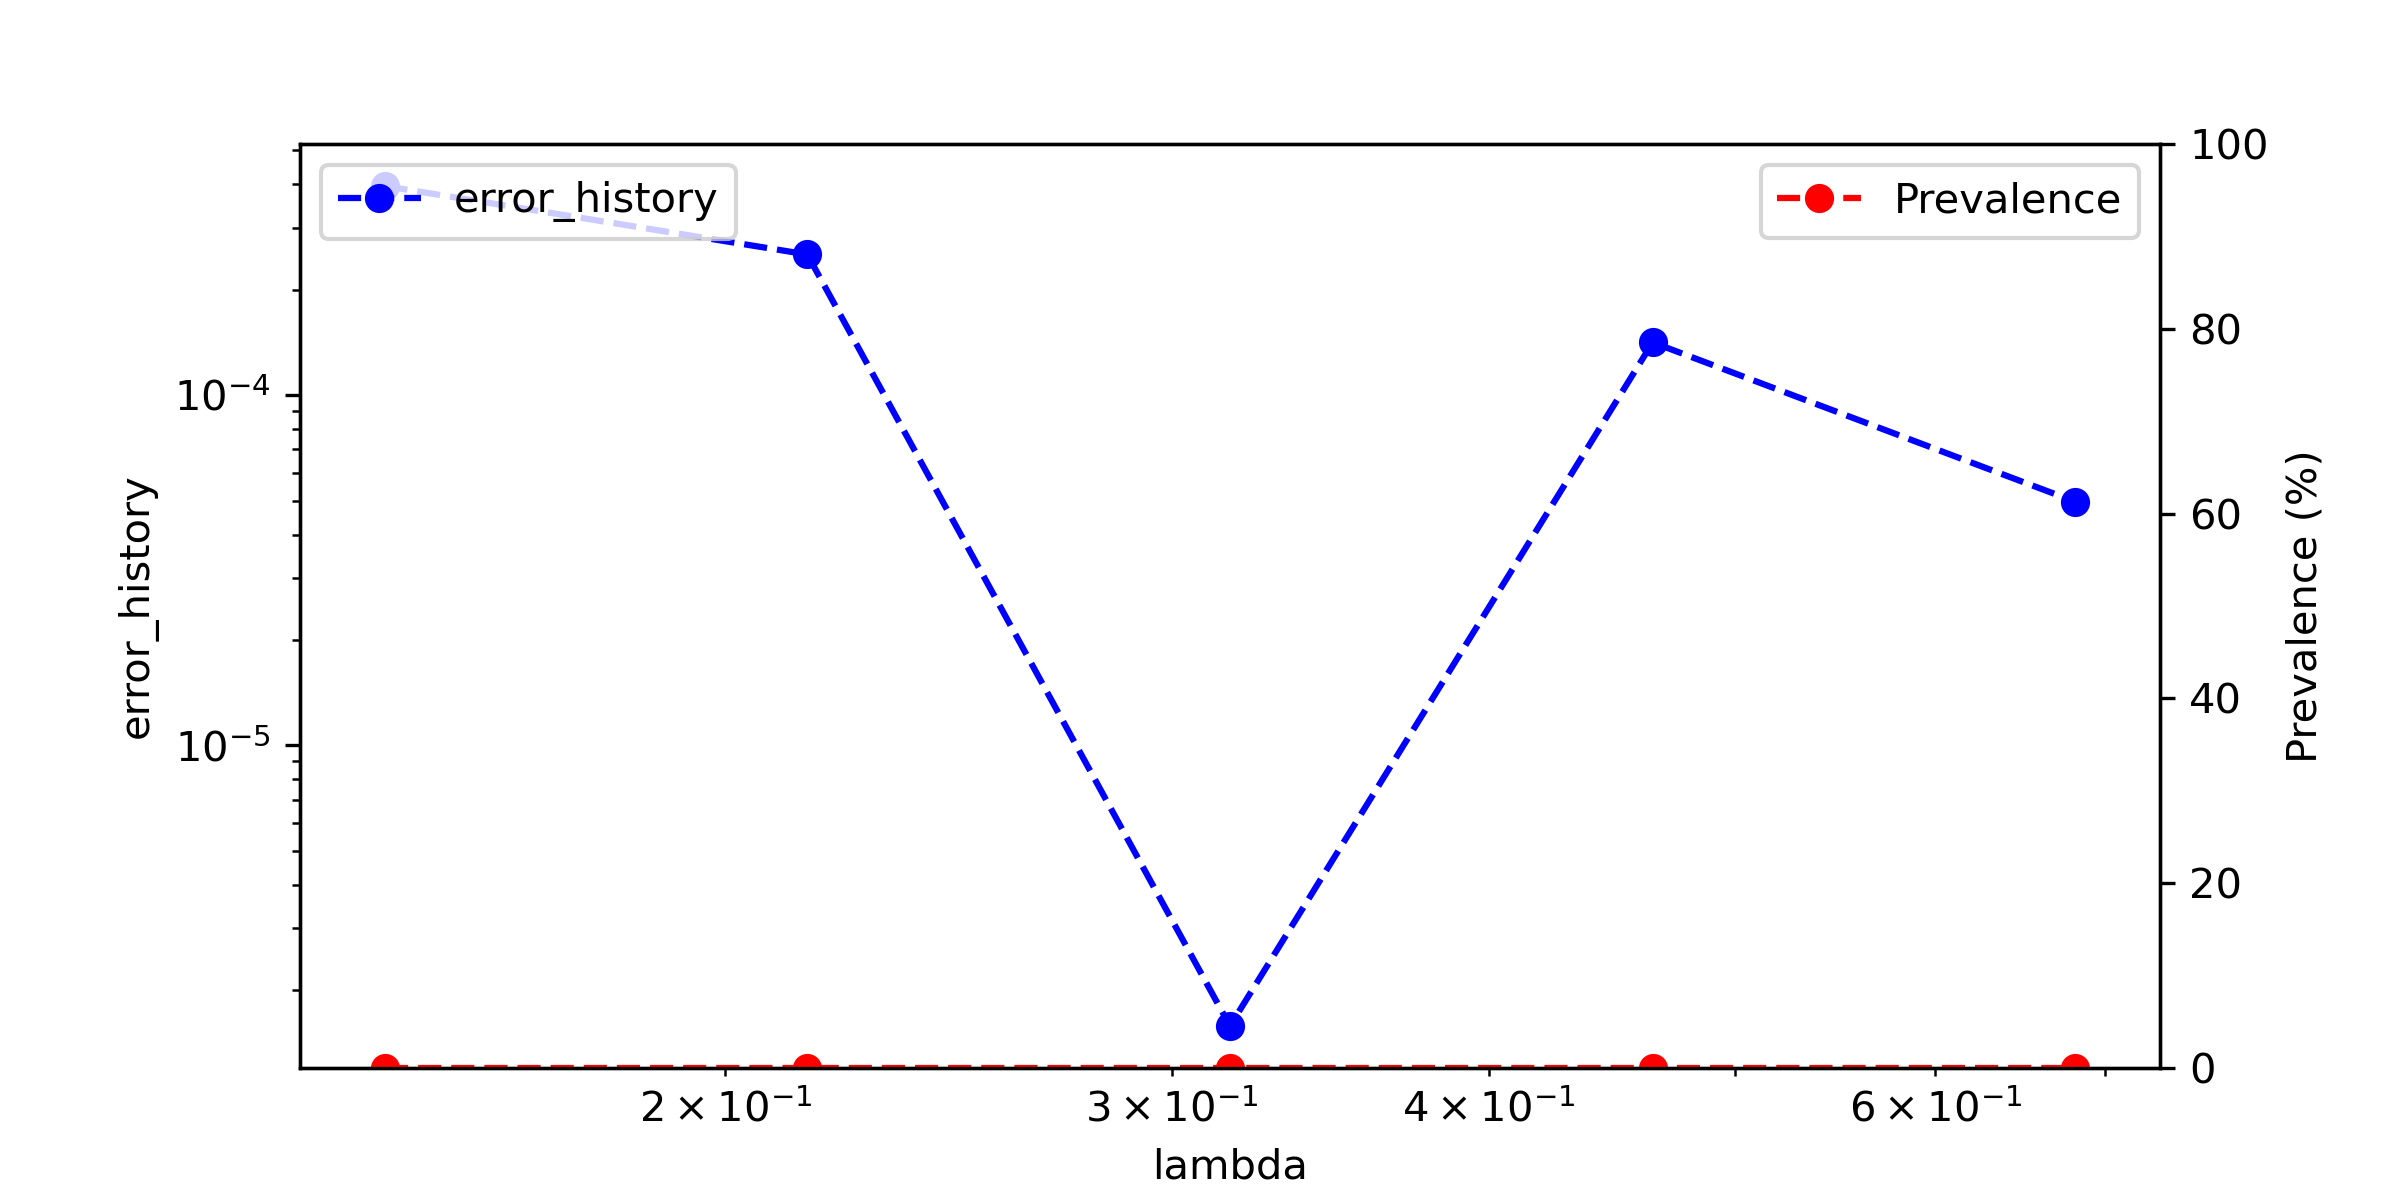 error_history
Prevalence
100
80
60
40
20
0
10⁻⁴
10⁻⁵
error_history
Prevalence (%)
2 × 10⁻¹
3 × 10⁻¹
4 × 10⁻¹
6 × 10⁻¹
lambda